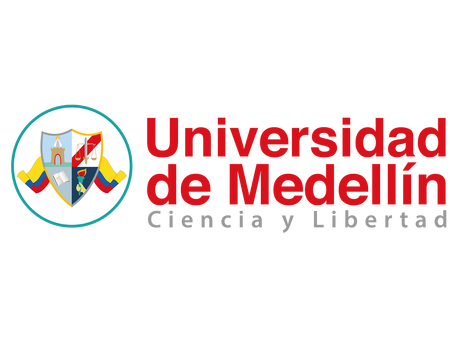 Universidad
de Medellín
Ciencia y Libertad